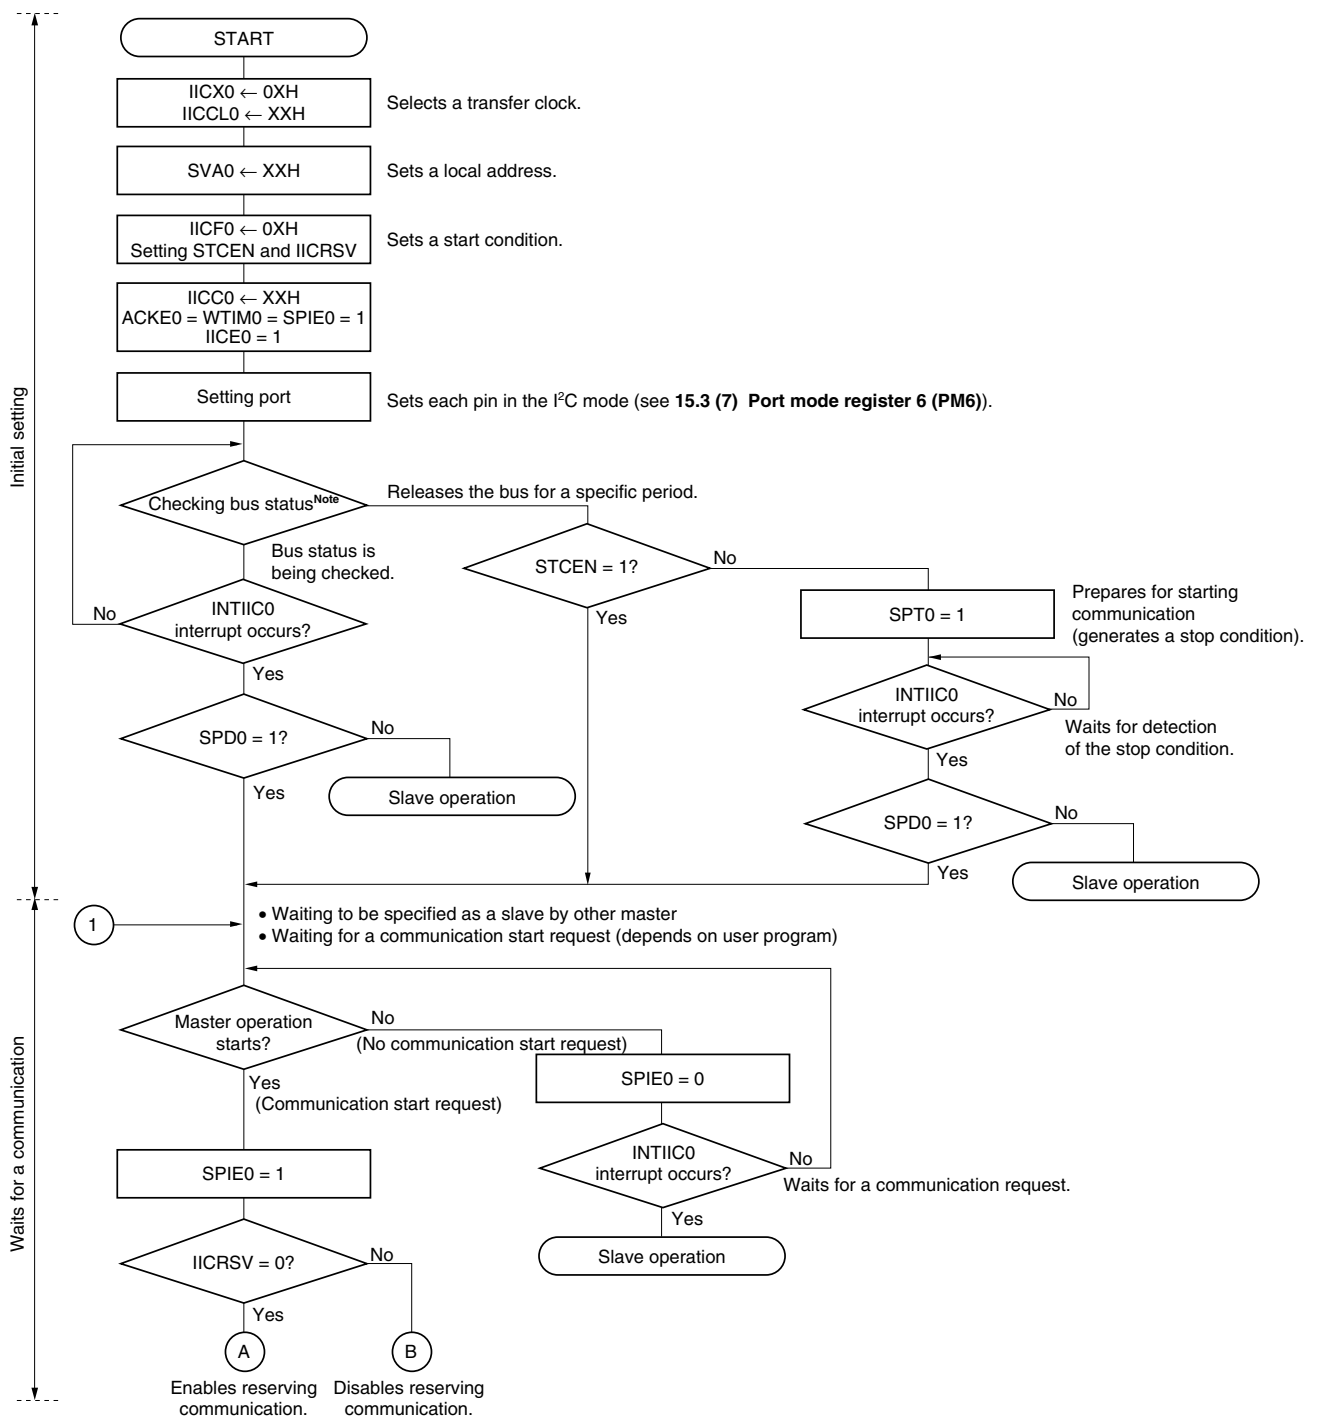 START
IICX0 ← 0XH
IICCL0 ← XXH
Selects a transfer clock.
SVA0 ← XXH
Sets a local address.
IICF0 ← 0XH
Setting STCEN and IICRSV
Sets a start condition.
IICC0 ← XXH
ACKE0 = WTIM0 = SPIE0 = 1
IICE0 = 1
Setting port
Sets each pin in the I²C mode (see 15.3 (7) Port mode register 6 (PM6)).
Initial setting
Checking bus status Note
Releases the bus for a specific period.
Bus status is
being checked.
STCEN = 1?
No
Yes
SPT0 = 1
Prepares for starting
communication
(generates a stop condition).
INTIIC0
interrupt occurs?
No
Yes
INTIIC0
interrupt occurs?
No
Waits for detection
of the stop condition.
Yes
SPD0 = 1?
No
Yes
Slave operation
SPD0 = 1?
No
Yes
Slave operation
1
• Waiting to be specified as a slave by other master
• Waiting for a communication start request (depends on user program)
Waits for a communication
Master operation
starts?
No
(No communication start request)
Yes
(Communication start request)
SPIE0 = 0
SPIE0 = 1
INTIIC0
interrupt occurs?
No
Waits for a communication request.
Yes
Slave operation
IICRSV = 0?
No
Yes
A
B
Enables reserving
communication.
Disables reserving
communication.